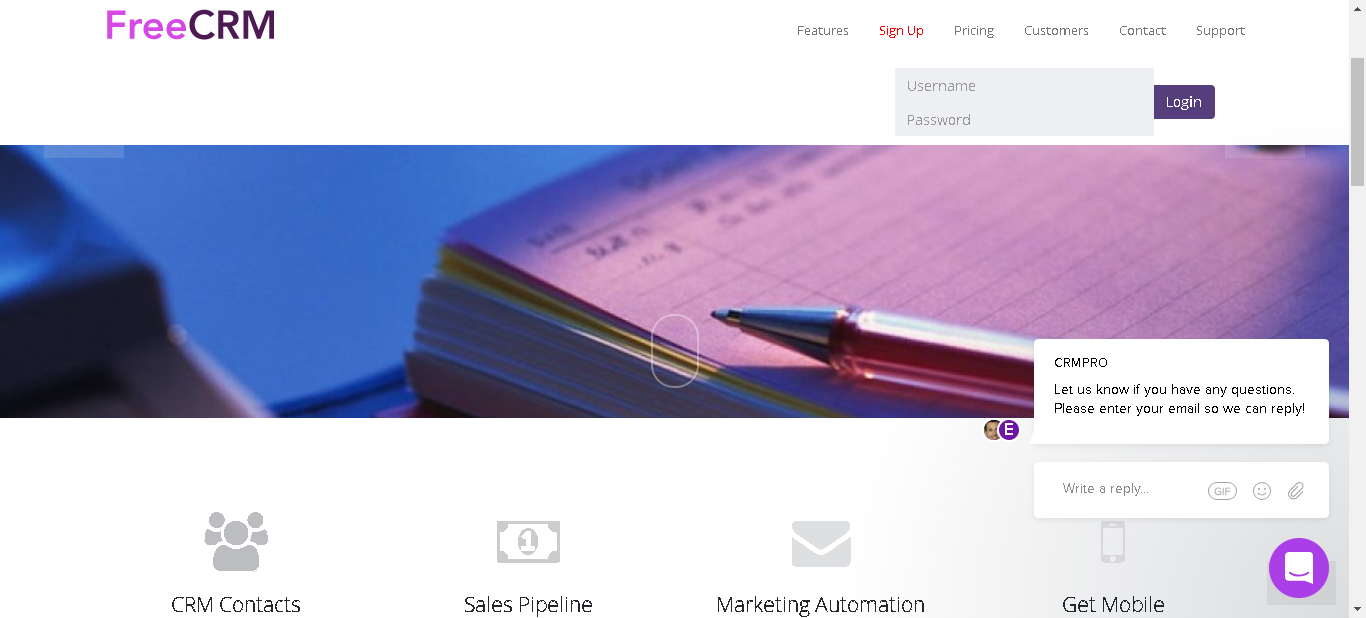 FreeCRM
Features Sign Up Pricing Customers Contact Support
Username
Password
Login
CRMPRO
Let us know if you have any questions.
Please enter your email so we can reply!
E
Write a reply...
GIF
1
CRM Contacts Sales Pipeline Marketing Automation Get Mobile